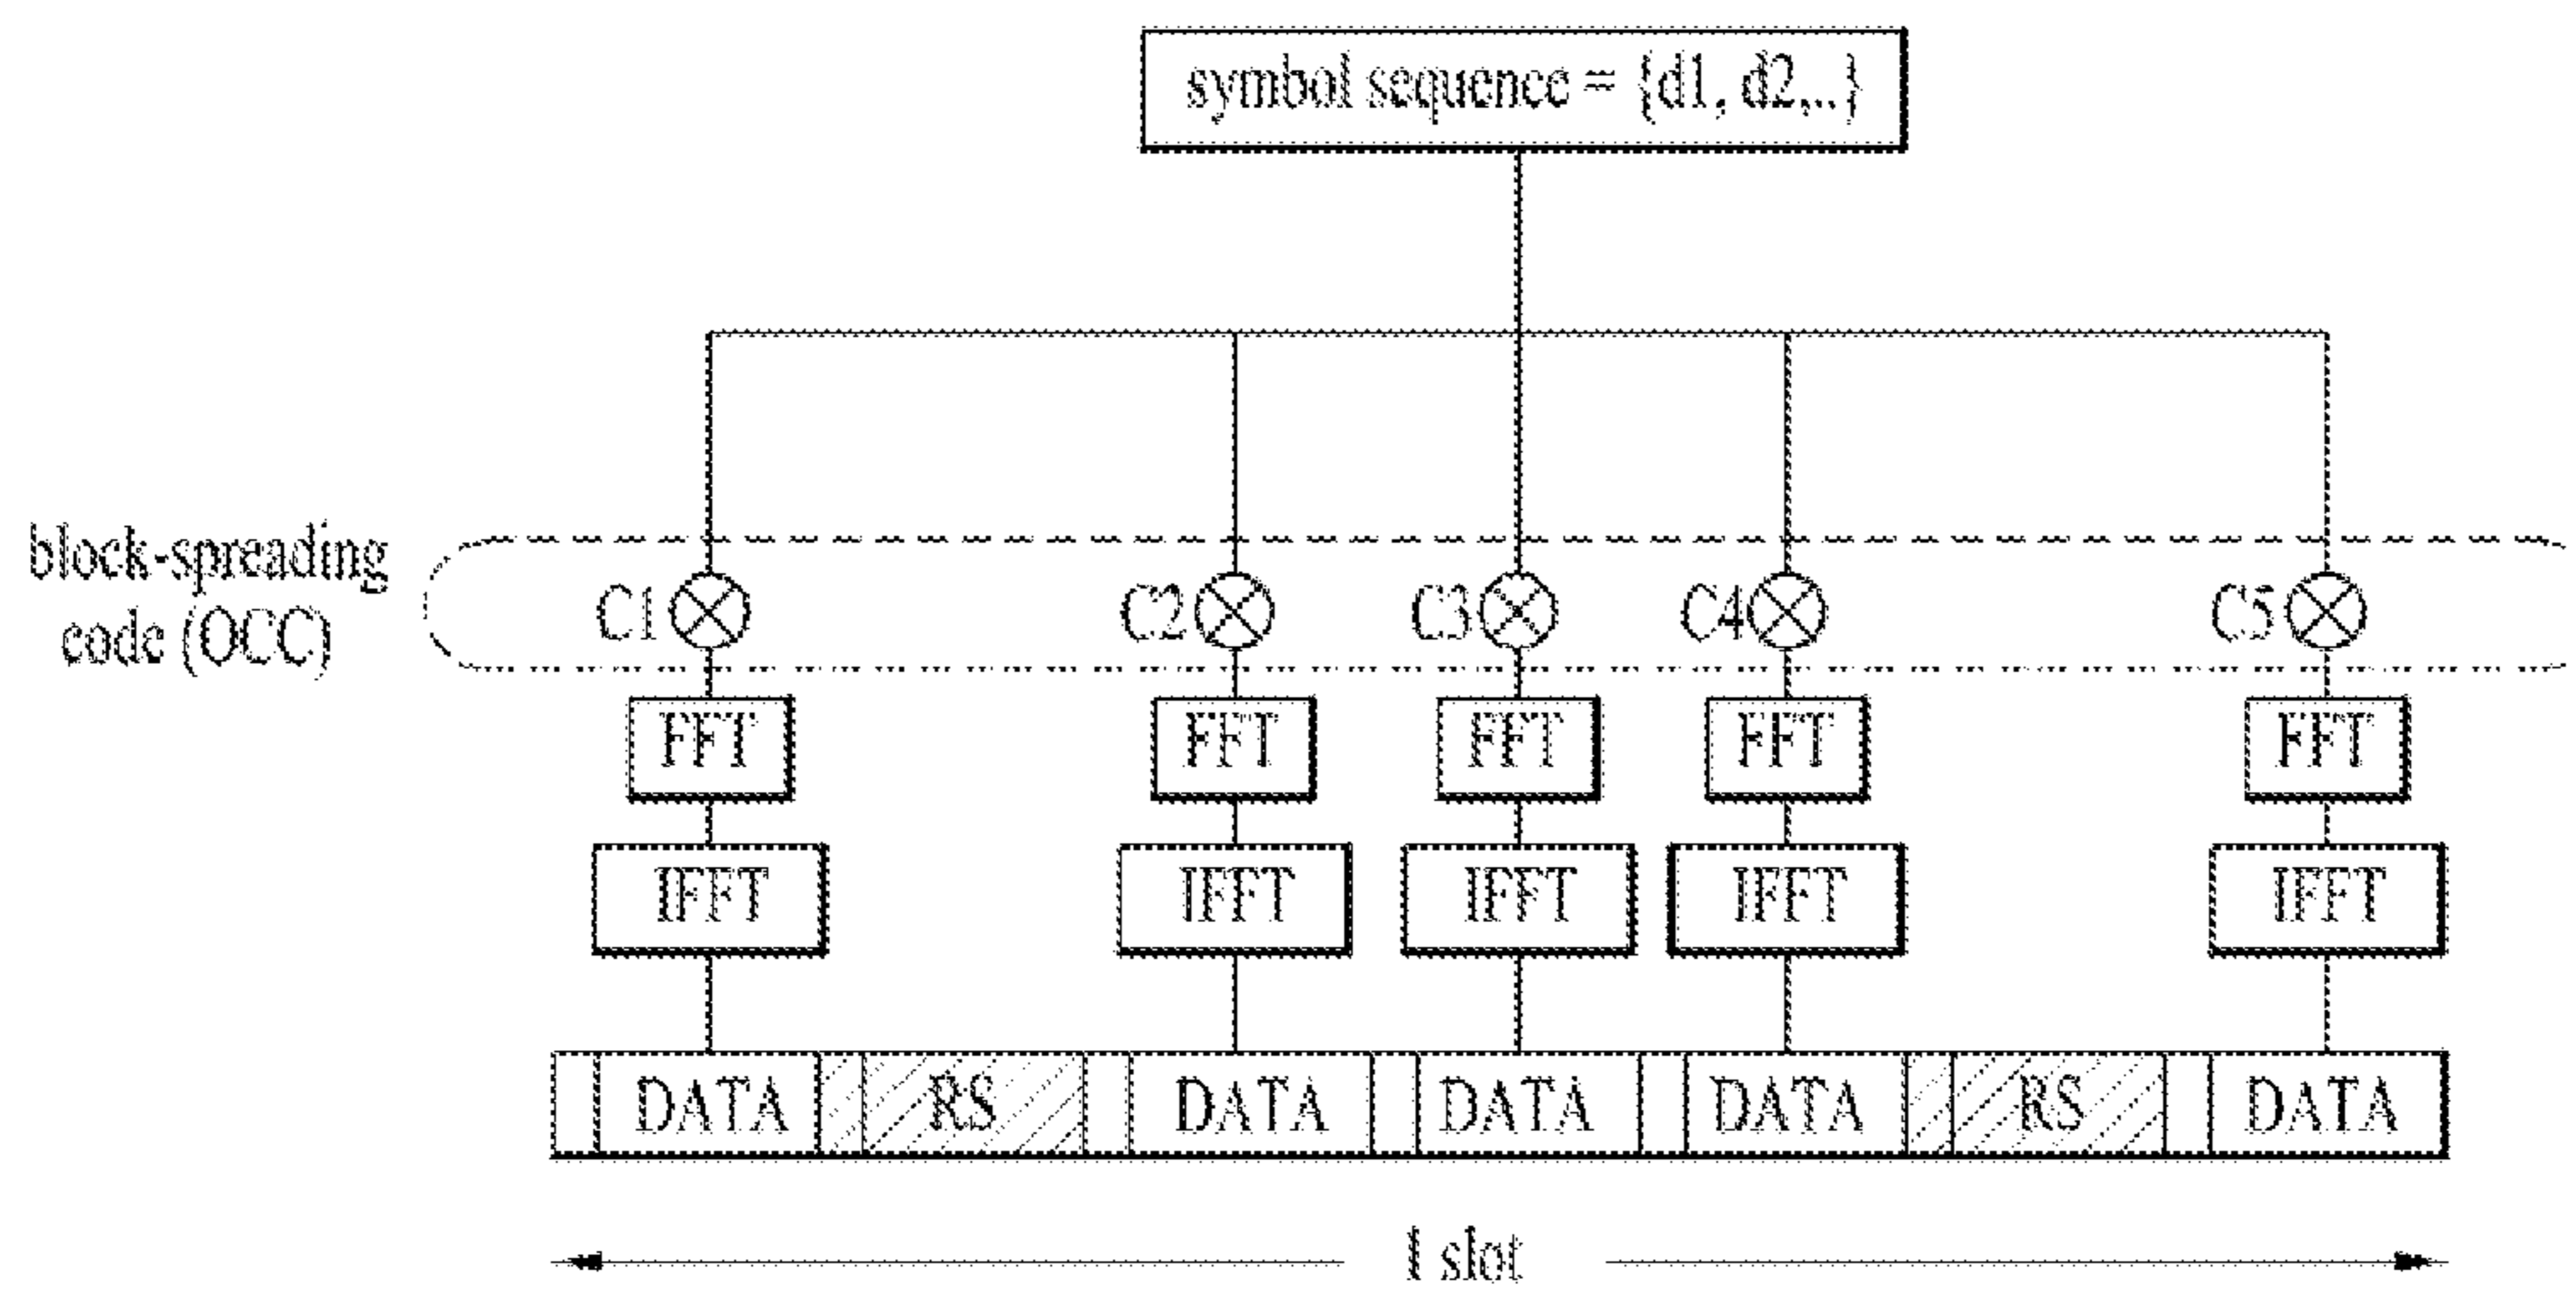 symbol sequence = {d1, d2,..}
block-spreading
code (OCC)
C1 C2 C3 C4 C5
FFT FFT FFT FFT FFT
IFFT IFFT IFFT IFFT IFFT
DATA RS DATA DATA DATA RS DATA
1 slot